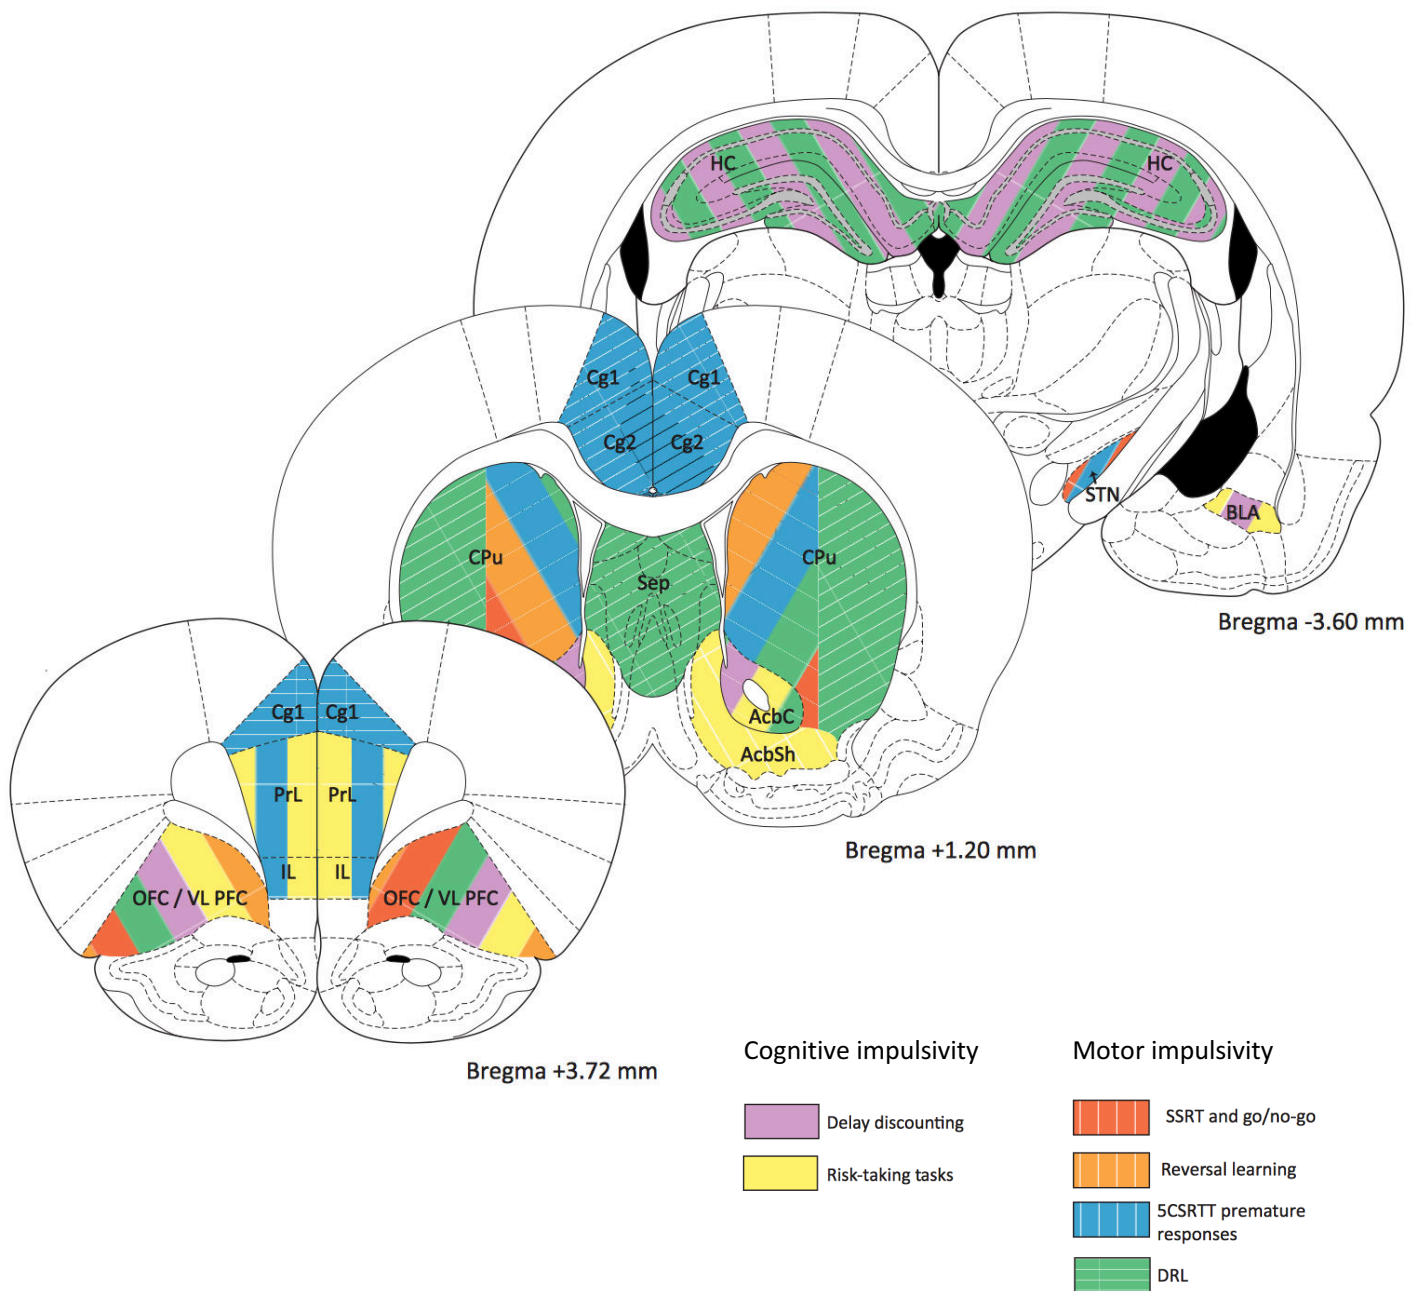 HC
HC
Cg1
Cg1
Cg2
Cg2
STN
BLA
CPu
Sep
CPu
Bregma -3.60 mm
Cg1
Cg1
AcbC
AcbSh
PrL
PrL
Bregma +1.20 mm
IL
IL
OFC / VL PFC
OFC / VL PFC
Bregma +3.72 mm
Cognitive impulsivity
Motor impulsivity
Delay discounting
SSRT and go/no-go
Risk-taking tasks
Reversal learning
5CSRTT premature
responses
DRL